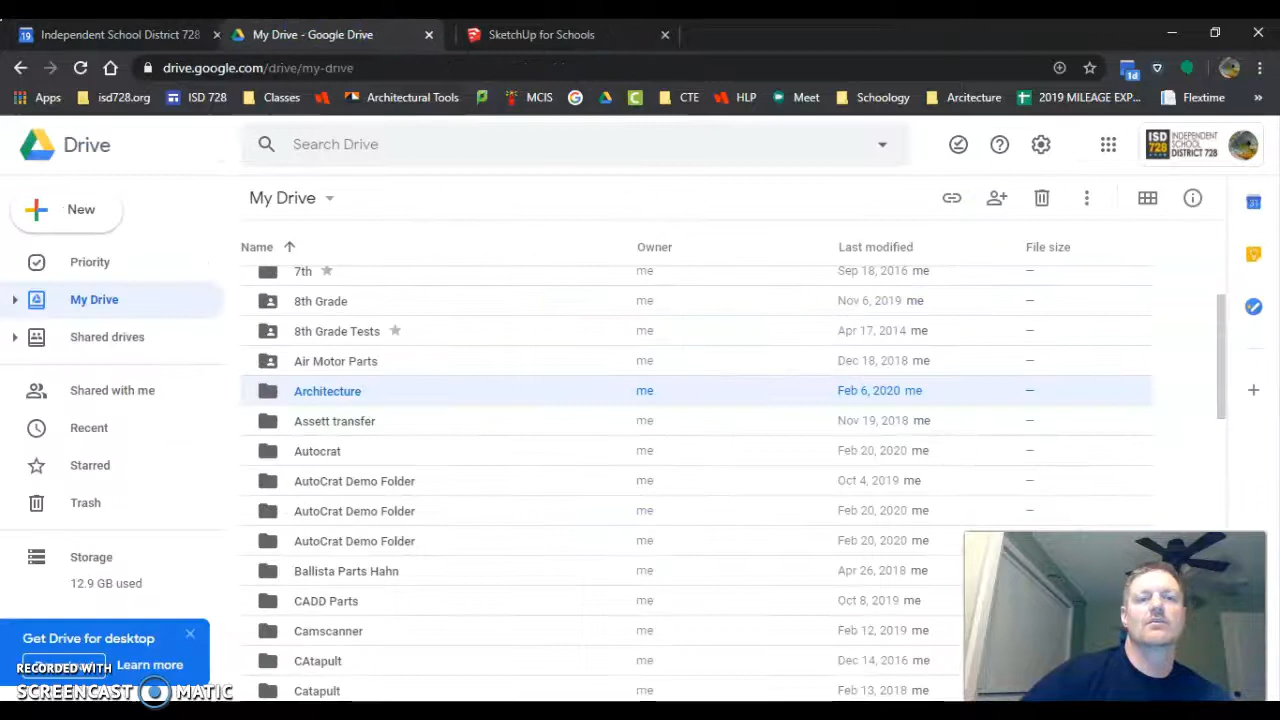 19 Independent School District 728 × My Drive - Google Drive × SketchUp for Schools ×
drive.google.com/drive/my-drive 1d
Apps isd728.org ISD 728 Classes Architectural Tools MCIS CTE HLP Meet Schoology Arcitecture 2019 MILEAGE EXP... Flextime »
Drive Search Drive ISD 728 INDEPENDENT SCHOOL DISTRICT 728
New My Drive
Name Owner Last modified File size
Priority
My Drive
Shared drives
Shared with me
Recent
Starred
Trash
Storage
12.9 GB used
7th me Sep 18, 2016 me –
8th Grade me Nov 6, 2019 me –
8th Grade Tests me Apr 17, 2014 me –
Air Motor Parts me Dec 18, 2018 me –
Architecture me Feb 6, 2020 me –
Assett transfer me Nov 19, 2018 me –
Autocrat me Feb 20, 2020 me –
AutoCrat Demo Folder me Oct 4, 2019 me –
AutoCrat Demo Folder me Feb 20, 2020 me –
AutoCrat Demo Folder me Feb 20, 2020 me
Ballista Parts Hahn me Apr 26, 2018 me
CADD Parts me Oct 8, 2019 me
Camscanner me Feb 12, 2019 me
CAtapult me Dec 14, 2016 me
Catapult me Feb 13, 2018 me
Get Drive for desktop
Learn more
RECORDED WITH
SCREENCAST MATIC